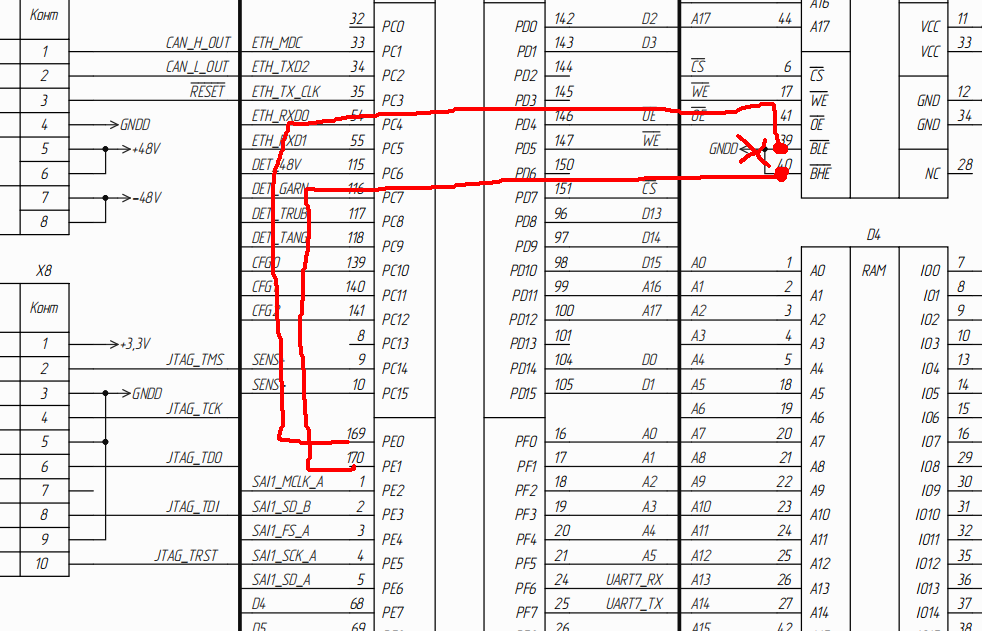 Конт
1 CAN_H_OUT
2 CAN_L_OUT
3 RESET
4 GNDD
5 +48V
6
7 -48V
8
X8
Конт
1 +3,3V
2 JTAG_TMS
3 GNDD
4 JTAG_TCK
5
6 JTAG_TDO
7
8 JTAG_TDI
9
10 JTAG_TRST
32 PC0
ETH_MDC 33 PC1
ETH_TXD2 34 PC2
ETH_TX_CLK 35 PC3
ETH_RXD0 54 PC4
ETH_RXD1 55 PC5
DET_48V 115 PC6
DET_GARN 116 PC7
DET_TRUB 117 PC8
DET_TANG 118 PC9
CFG0 139 PC10
CFG1 140 PC11
CFG2 141 PC12
8 PC13
SENS 9 PC14
SENS 10 PC15
169 PE0
170 PE1
SAI1_MCLK_A 1 PE2
SAI1_SD_B 2 PE3
SAI1_FS_A 3 PE4
SAI1_SCK_A 4 PE5
SAI1_SD_A 5 PE6
D4 68 PE7
D5 69
PD0 142 D2
PD1 143 D3
PD2 144
PD3 145
PD4 146 OE
PD5 147 WE
PD6 150
PD7 151 CS
PD8 96 D13
PD9 97 D14
PD10 98 D15
PD11 99 A16
PD12 100 A17
PD13 101
PD14 104 D0
PD15 105 D1
PF0 16 A0
PF1 17 A1
PF2 18 A2
PF3 19 A3
PF4 20 A4
PF5 21 A5
PF6 24 UART7_RX
PF7 25 UART7_TX
26
A16
A17 44 A17
CS 6 CS
WE 17 WE
OE 41 OE
GNDD 39 BLE
40 BHE
VCC 11
VCC 33
GND 12
GND 34
NC 28
D4
RAM
A0 1 A0
A1 2 A1
A2 3 A2
A3 4 A3
A4 5 A4
A5 18 A5
A6 19 A6
A7 20 A7
A8 21 A8
A9 22 A9
A10 23 A10
A11 24 A11
A12 25 A12
A13 26 A13
A14 27 A14
A15 42
IO0 7
IO1 8
IO2 9
IO3 10
IO4 13
IO5 14
IO6 15
IO7 16
IO8 29
IO9 30
IO10 31
IO11 32
IO12 35
IO13 36
IO14 37
38